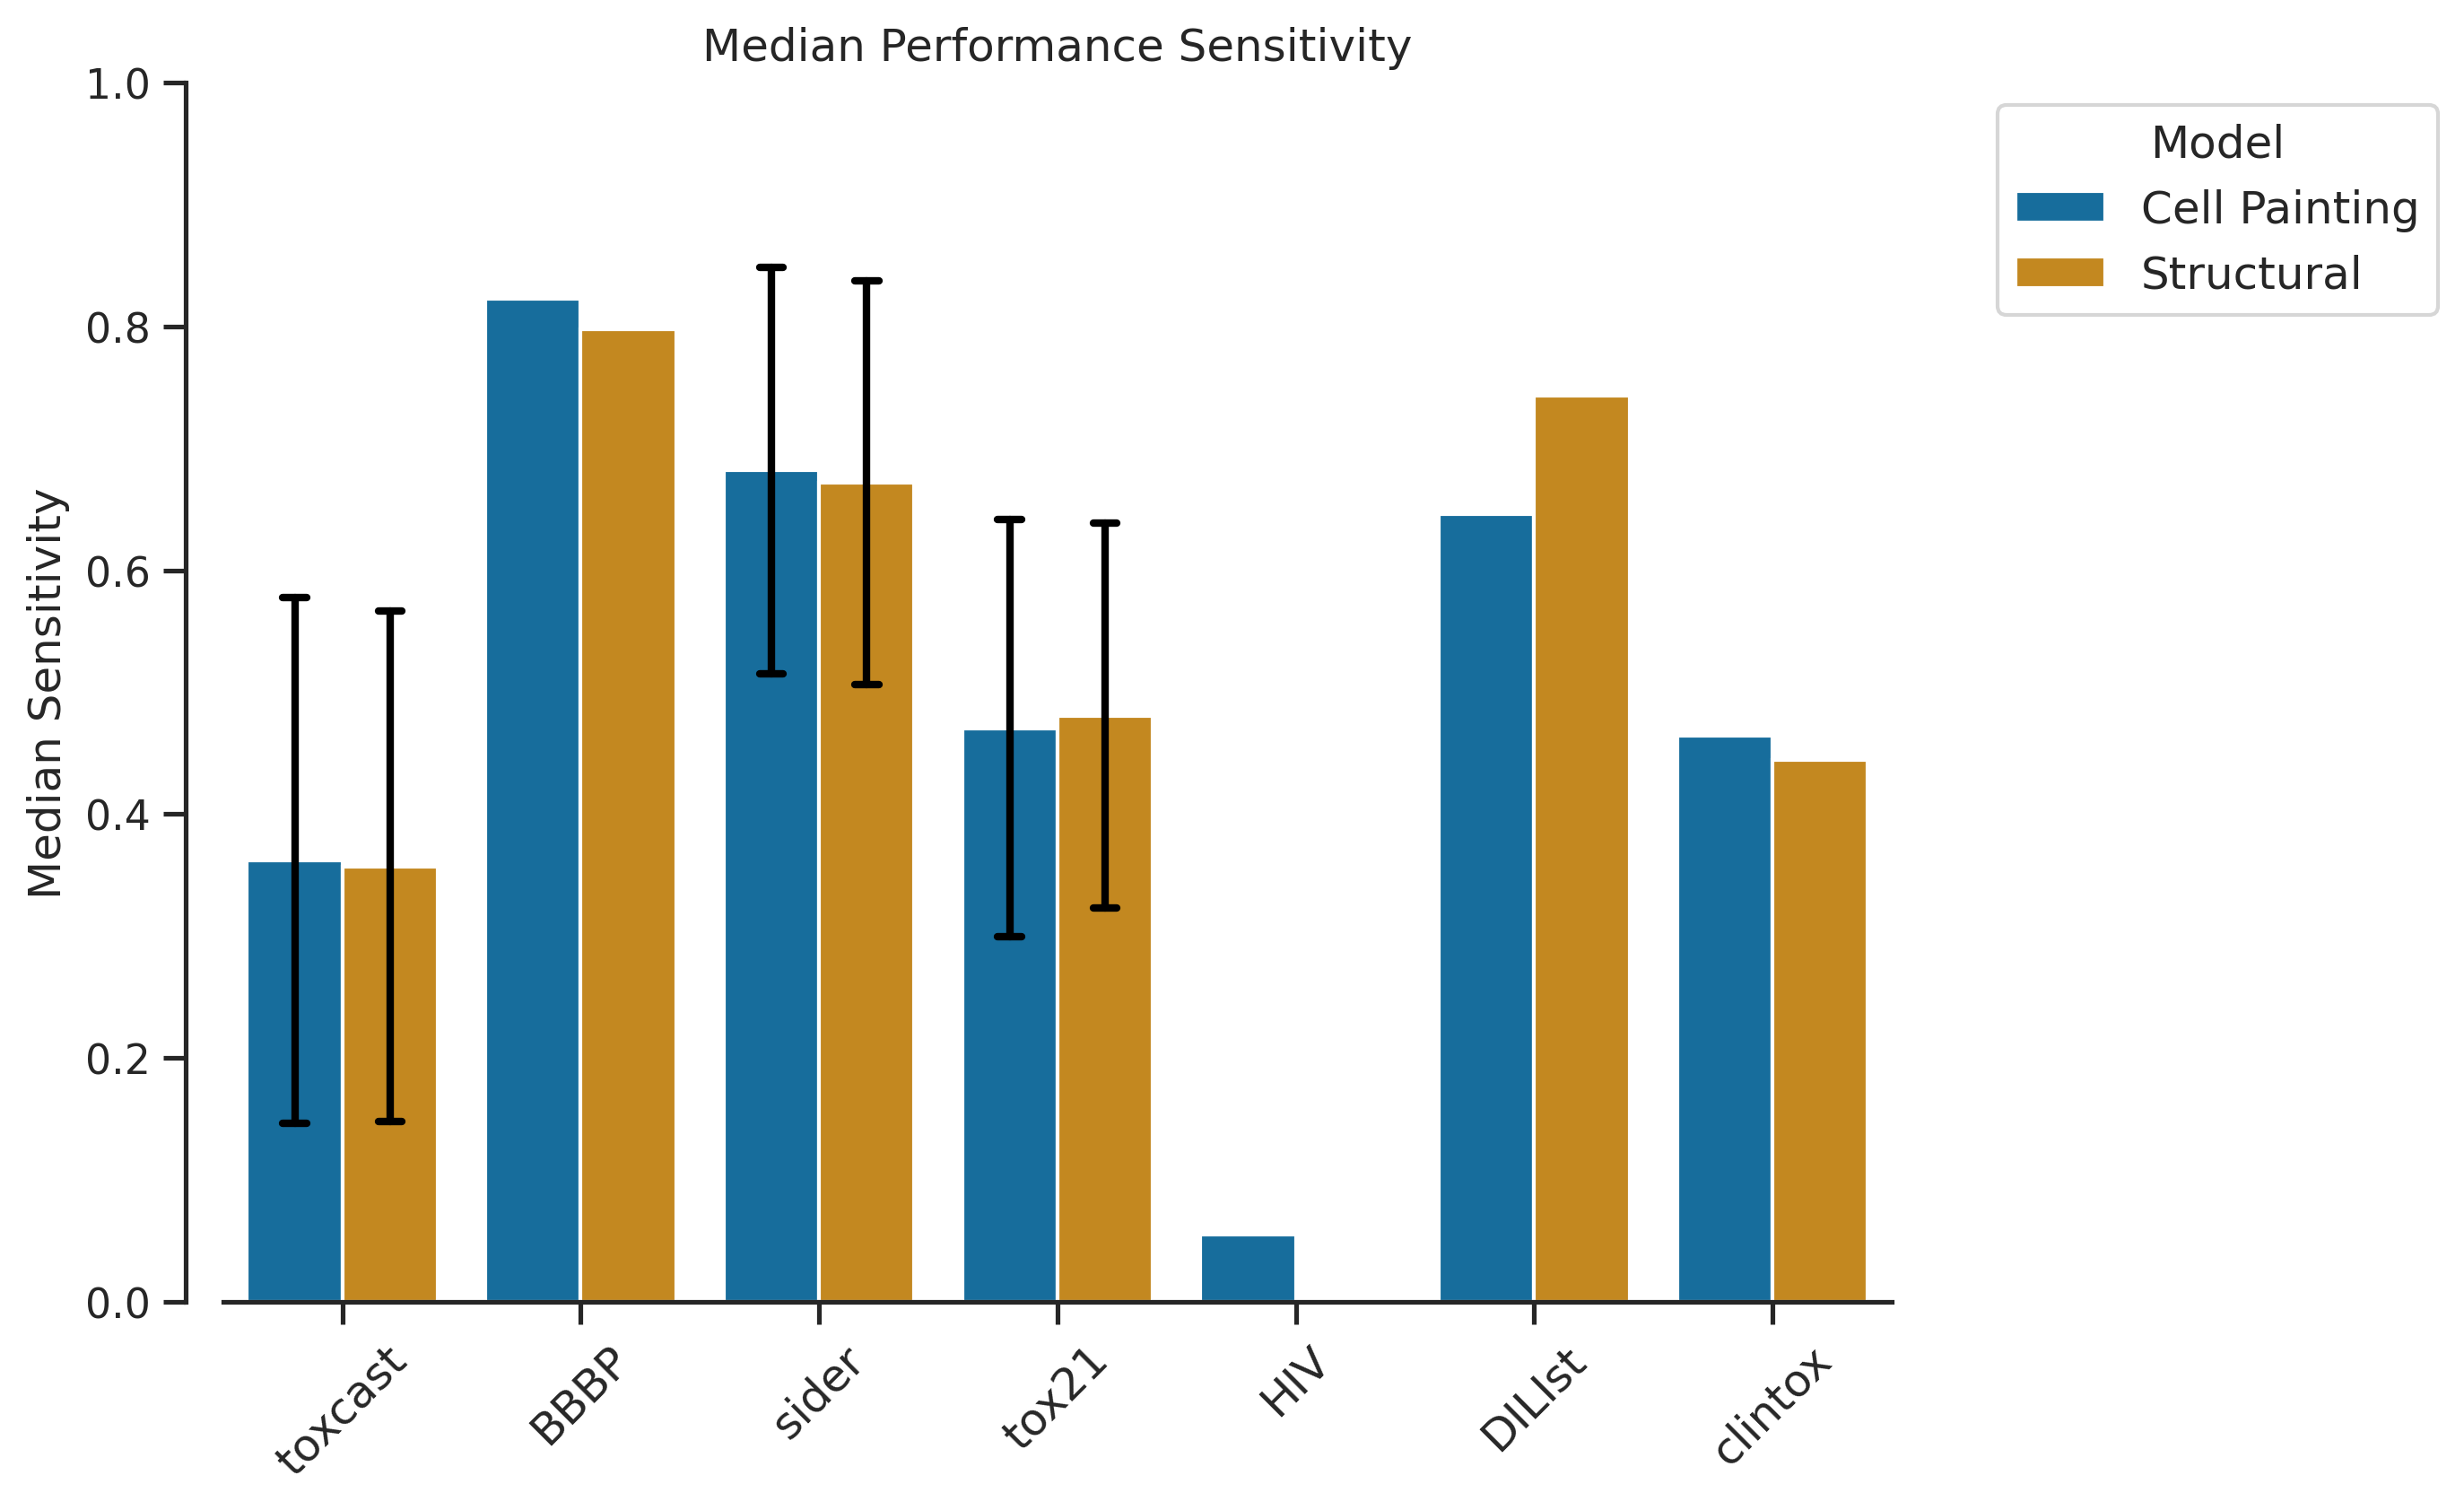 Median Performance Sensitivity
Median Sensitivity
1.0
0.8
0.6
0.4
0.2
0.0
toxcast
BBBP
sider
tox21
HIV
DILIst
clintox
Model
Cell Painting
Structural